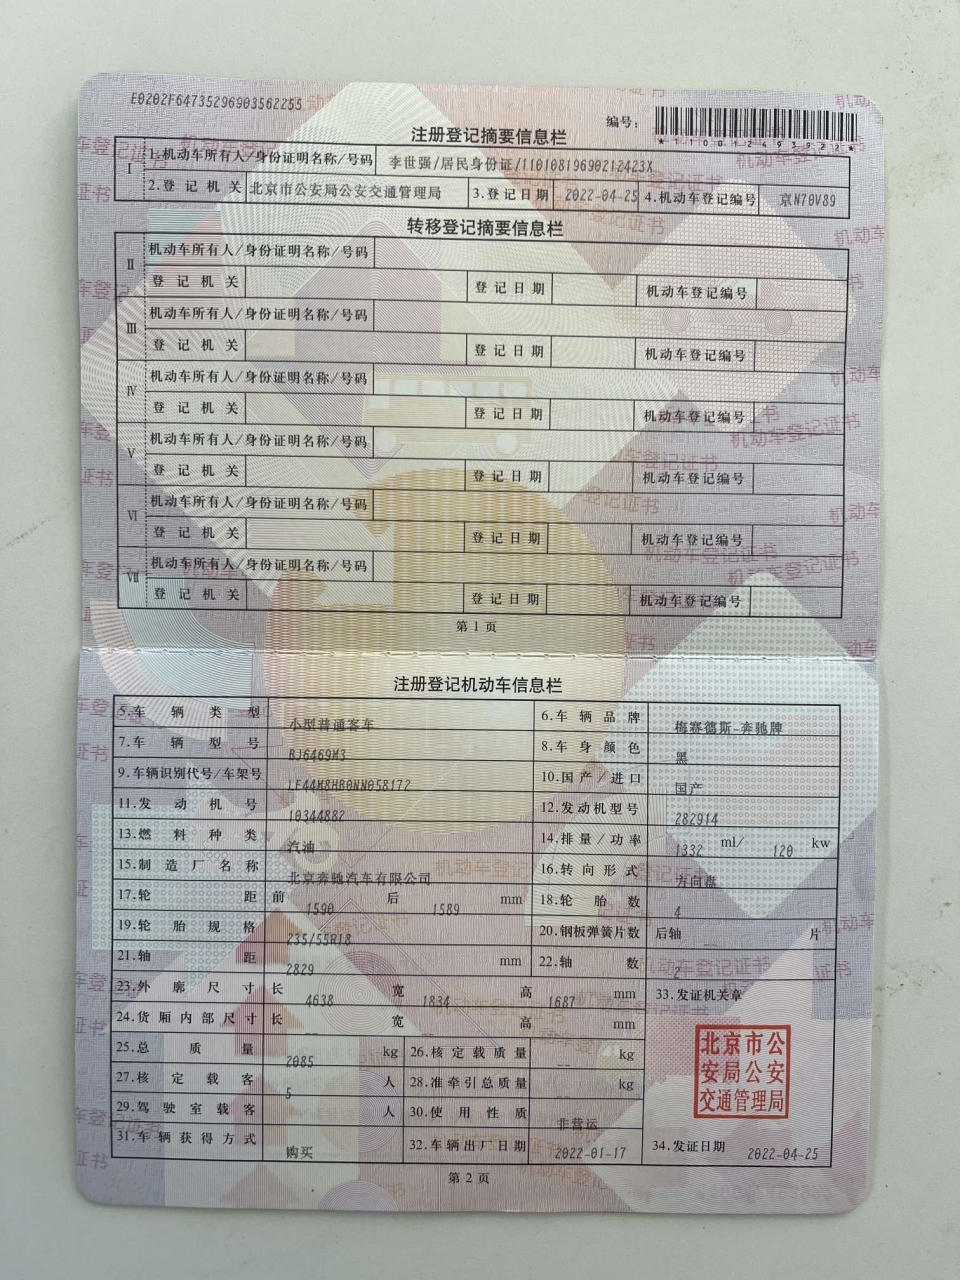 E0202F64735296903562255
编号：
*110012493922*
注册登记摘要信息栏
I 1.机动车所有人/身份证明名称/号码 李世强/居民身份证/11010819690212423X
2.登记机关 北京市公安局公安交通管理局 3.登记日期 2022-04-25 4.机动车登记编号 京N70V89
转移登记摘要信息栏
II 机动车所有人/身份证明名称/号码
登记机关 登记日期 机动车登记编号
III 机动车所有人/身份证明名称/号码
登记机关 登记日期 机动车登记编号
IV 机动车所有人/身份证明名称/号码
登记机关 登记日期 机动车登记编号
V 机动车所有人/身份证明名称/号码
登记机关 登记日期 机动车登记编号
VI 机动车所有人/身份证明名称/号码
登记机关 登记日期 机动车登记编号
VII 机动车所有人/身份证明名称/号码
登记机关 登记日期 机动车登记编号
第1页
注册登记机动车信息栏
5.车辆类型 小型普通客车 6.车辆品牌 梅赛德斯-奔驰牌
7.车辆型号 BJ6469M3 8.车身颜色 黑
9.车辆识别代号/车架号 LE44M8HB0NN058172 10.国产/进口 国产
11.发动机号 10344882 12.发动机型号 282914
13.燃料种类 汽油 14.排量/功率 1332 ml/ 120 kw
15.制造厂名称 北京奔驰汽车有限公司 16.转向形式 方向盘
17.轮距 前 1590 后 1589 mm 18.轮胎数 4
19.轮胎规格 235/55R18 20.钢板弹簧片数 后轴 -- 片
21.轴距 2829 mm 22.轴数 2
23.外廓尺寸 长 4638 宽 1834 高 1687 mm 33.发证机关章
24.货厢内部尺寸 长 -- 宽 -- 高 -- mm
25.总质量 2085 kg 26.核定载质量 -- kg
北京市公
安局公安
交通管理局
27.核定载客 5 人 28.准牵引总质量 -- kg
29.驾驶室载客 人 30.使用性质 非营运
31.车辆获得方式 购买 32.车辆出厂日期 2022-01-17 34.发证日期 2022-04-25
第2页